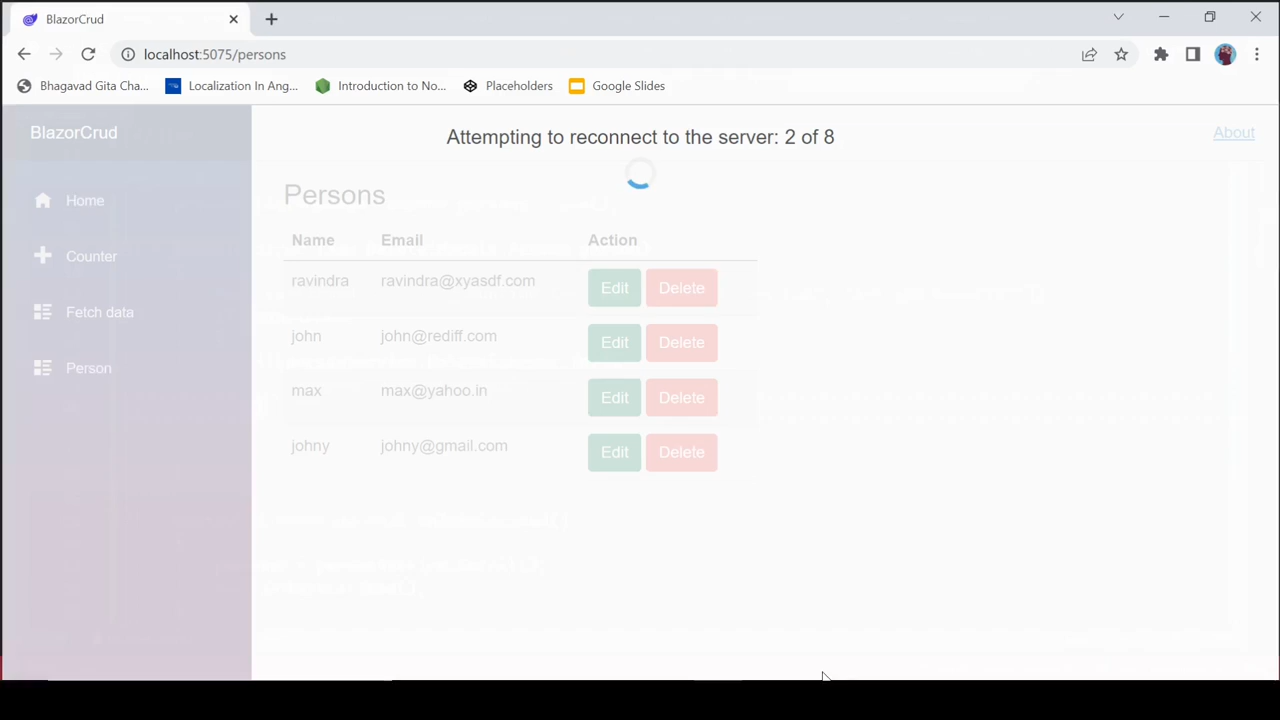 BlazorCrud
localhost:5075/persons
Bhagavad Gita Cha... Localization In Ang... Introduction to No... Placeholders Google Slides
BlazorCrud
Attempting to reconnect to the server: 2 of 8
About
Home
Counter
Fetch data
Person
Persons
Name Email Action
ravindra ravindra@xyasdf.com Edit Delete
john john@rediff.com Edit Delete
max max@yahoo.in Edit Delete
johny johny@gmail.com Edit Delete